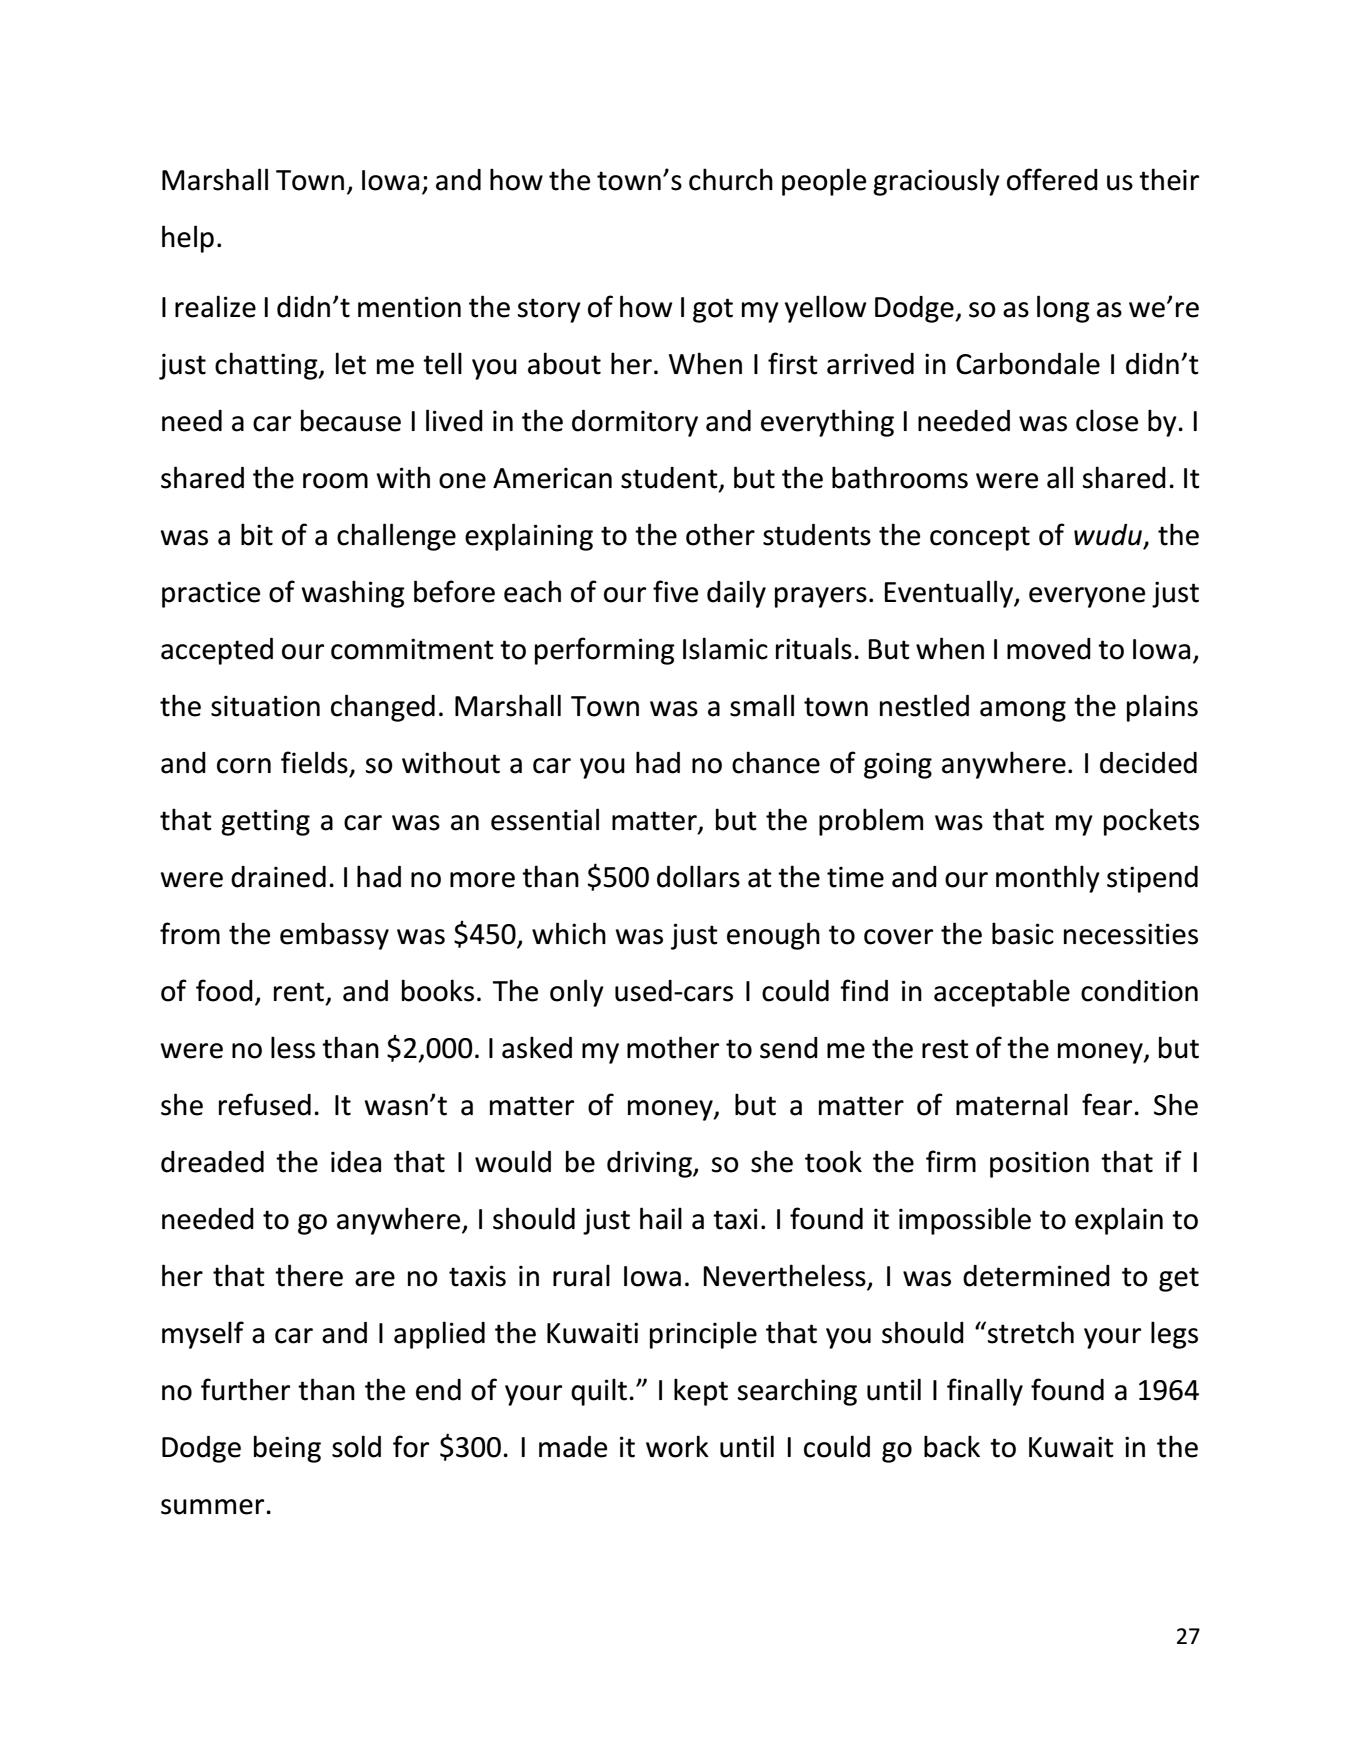 Marshall Town, Iowa; and how the town’s church people graciously offered us their
help.
I realize I didn’t mention the story of how I got my yellow Dodge, so as long as we’re
just chatting, let me tell you about her. When I first arrived in Carbondale I didn’t
need a car because I lived in the dormitory and everything I needed was close by. I
shared the room with one American student, but the bathrooms were all shared. It
was a bit of a challenge explaining to the other students the concept of wudu, the
practice of washing before each of our five daily prayers. Eventually, everyone just
accepted our commitment to performing Islamic rituals. But when I moved to Iowa,
the situation changed. Marshall Town was a small town nestled among the plains
and corn fields, so without a car you had no chance of going anywhere. I decided
that getting a car was an essential matter, but the problem was that my pockets
were drained. I had no more than $500 dollars at the time and our monthly stipend
from the embassy was $450, which was just enough to cover the basic necessities
of food, rent, and books. The only used-cars I could find in acceptable condition
were no less than $2,000. I asked my mother to send me the rest of the money, but
she refused. It wasn’t a matter of money, but a matter of maternal fear. She
dreaded the idea that I would be driving, so she took the firm position that if I
needed to go anywhere, I should just hail a taxi. I found it impossible to explain to
her that there are no taxis in rural Iowa. Nevertheless, I was determined to get
myself a car and I applied the Kuwaiti principle that you should “stretch your legs
no further than the end of your quilt.” I kept searching until I finally found a 1964
Dodge being sold for $300. I made it work until I could go back to Kuwait in the
summer.
27